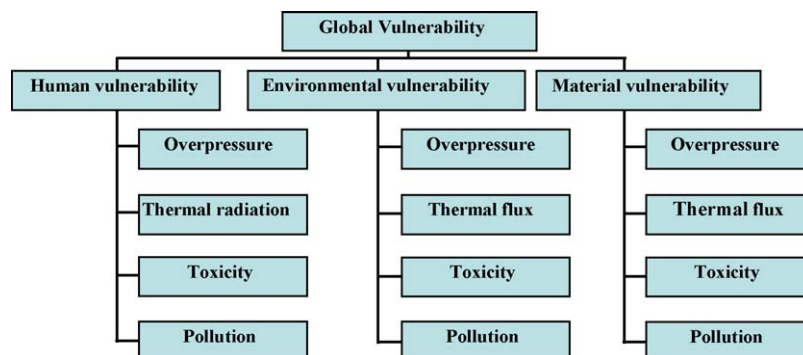 Global Vulnerability
Human vulnerability
Environmental vulnerability
Material vulnerability
Overpressure
Overpressure
Overpressure
Thermal radiation
Thermal flux
Thermal flux
Toxicity
Toxicity
Toxicity
Pollution
Pollution
Pollution